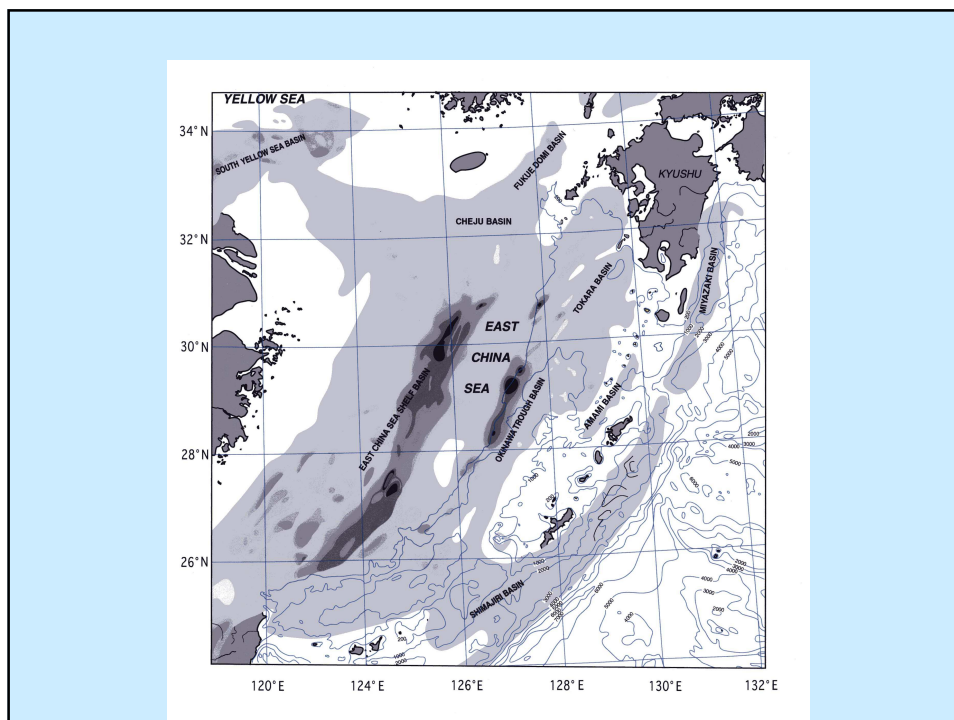 YELLOW SEA
34°N
SOUTH YELLOW SEA BASIN
FUKUE DOMI BASIN
KYUSHU
CHEJU BASIN
32°N
TOKARA BASIN
MIYAZAKI BASIN
EAST
30°N
CHINA
SEA
EAST CHINA SEA SHELF BASIN
OKINAWA TROUGH BASIN
AMAMI BASIN
28°N
26°N
SHIMAJIRI BASIN
120°E 124°E 126°E 128°E 130°E 132°E